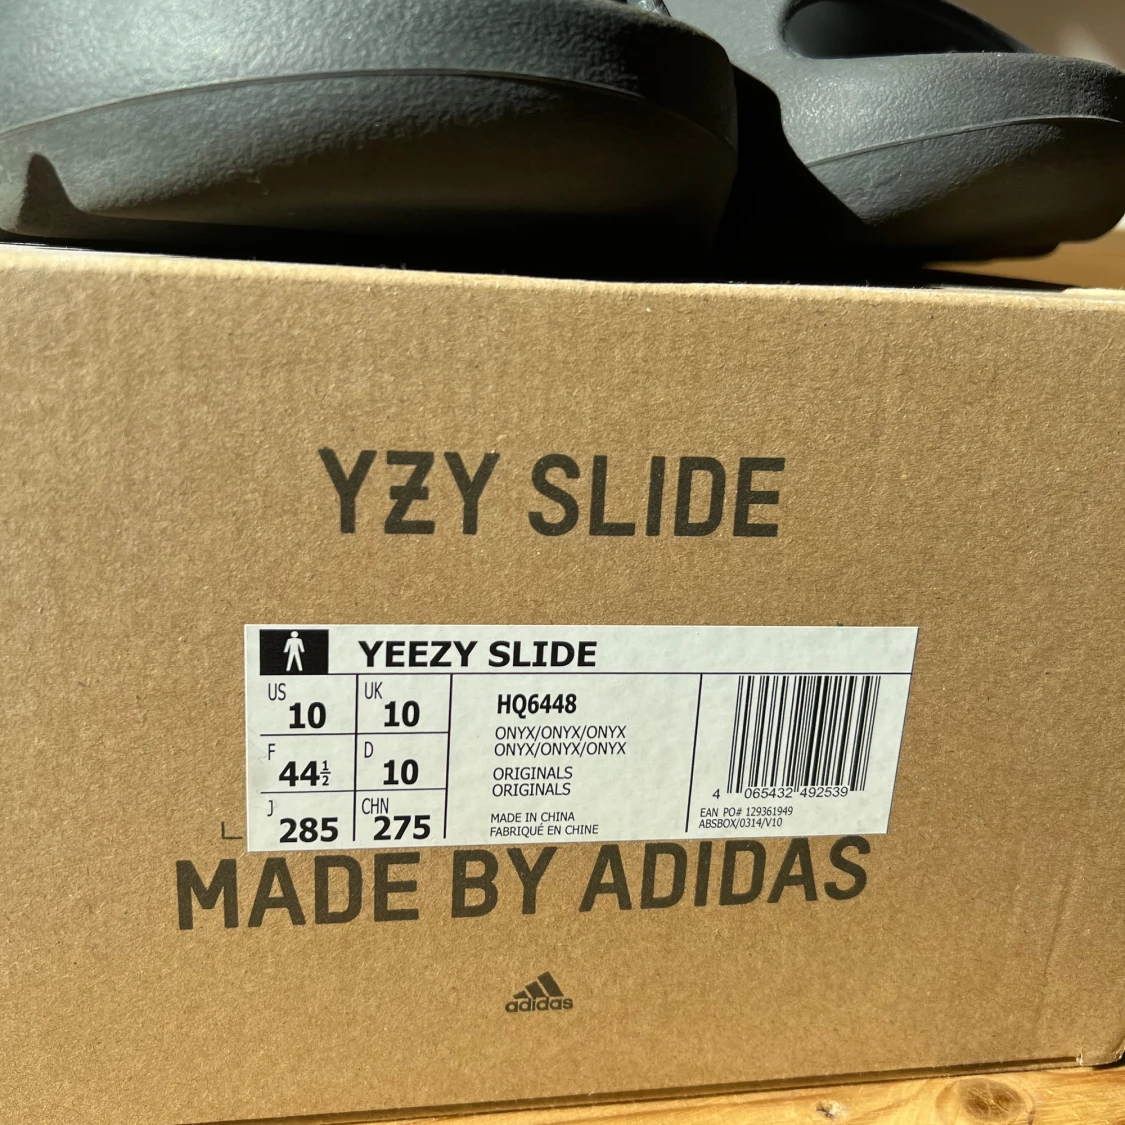 YZY SLIDE
YEEZY SLIDE
US 10 UK 10
F 44½ D 10
J 285 CHN 275
HQ6448
ONYX/ONYX/ONYX
ONYX/ONYX/ONYX
ORIGINALS
ORIGINALS
MADE IN CHINA
FABRIQUÉ EN CHINE
4 065432 492539
EAN PO# 129361949
ABSBOX/0314/V10
MADE BY ADIDAS
adidas